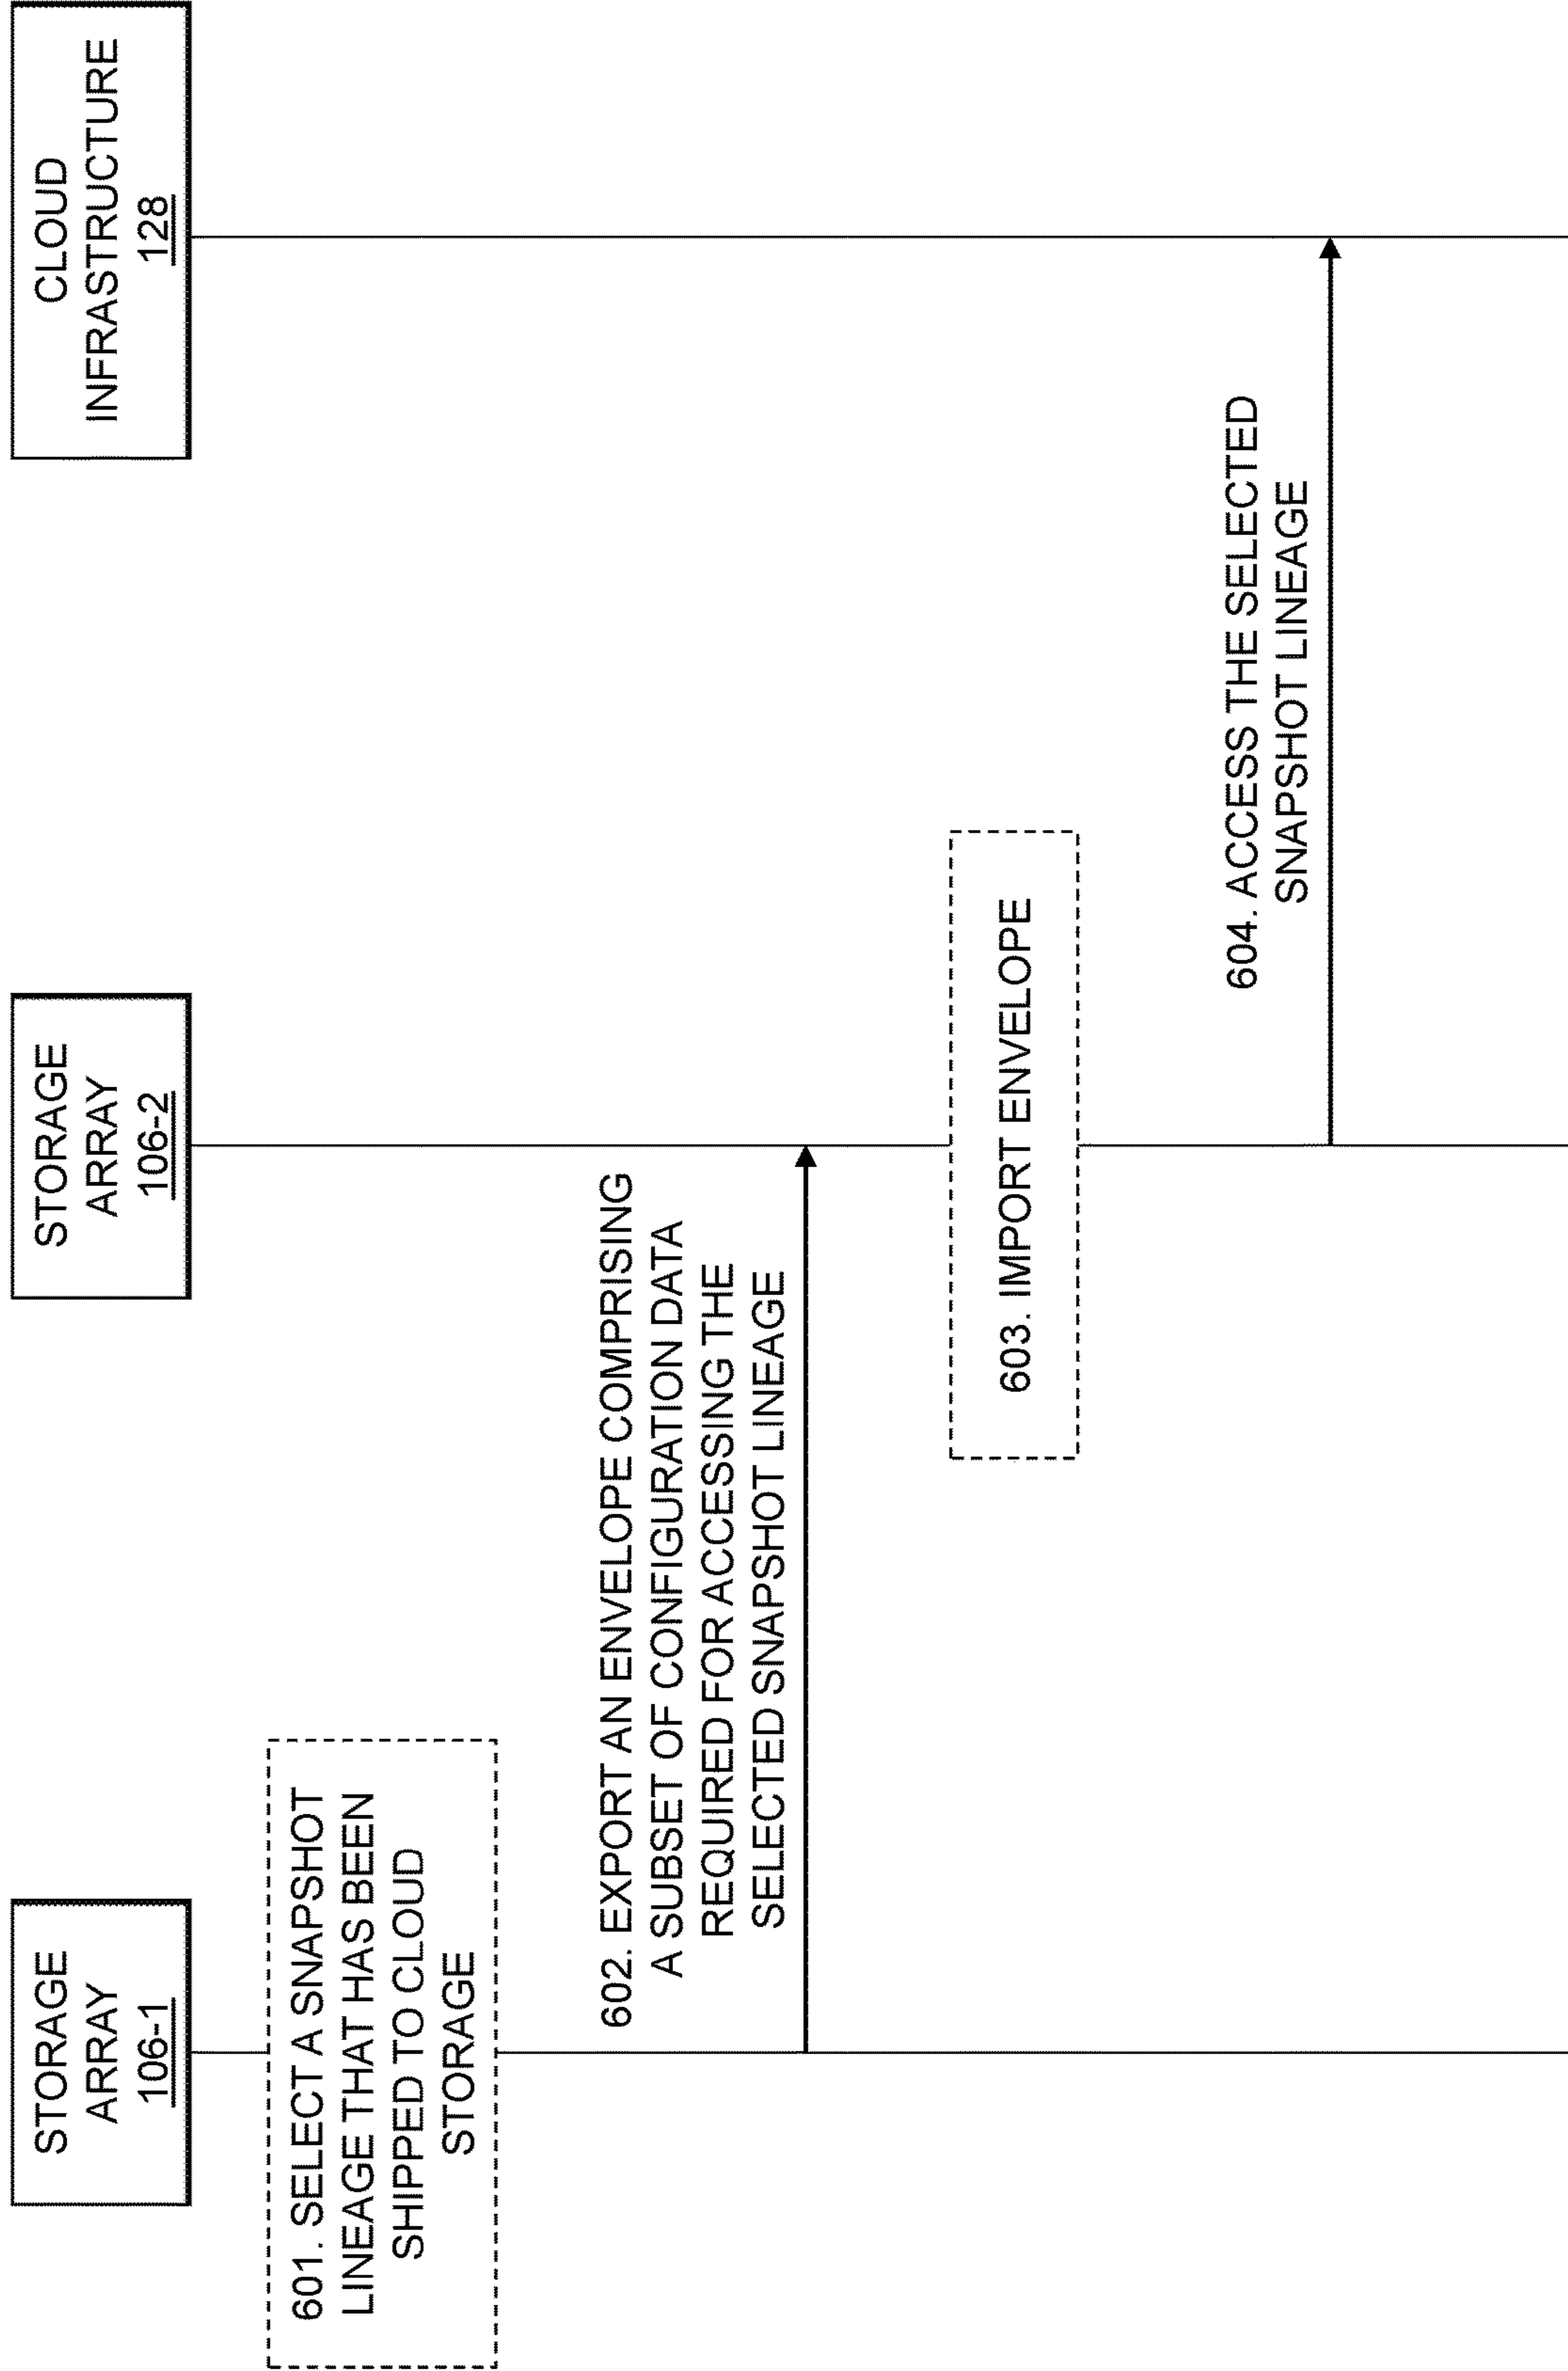 STORAGE
ARRAY
106-1
STORAGE
ARRAY
106-2
CLOUD
INFRASTRUCTURE
128
601. SELECT A SNAPSHOT
LINEAGE THAT HAS BEEN
SHIPPED TO CLOUD
STORAGE
602. EXPORT AN ENVELOPE COMPRISING
A SUBSET OF CONFIGURATION DATA
REQUIRED FOR ACCESSING THE
SELECTED SNAPSHOT LINEAGE
603. IMPORT ENVELOPE
604. ACCESS THE SELECTED
SNAPSHOT LINEAGE